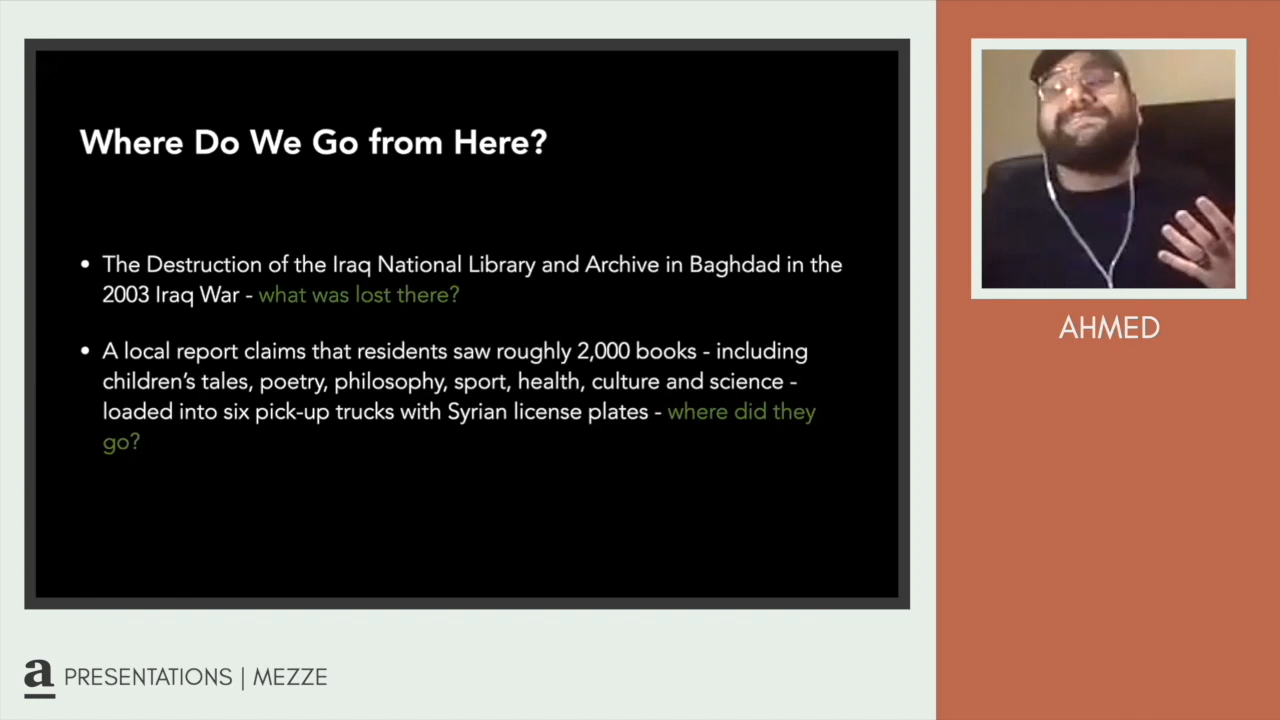 Where Do We Go from Here?
• The Destruction of the Iraq National Library and Archive in Baghdad in the
2003 Iraq War - what was lost there?
• A local report claims that residents saw roughly 2,000 books - including
children’s tales, poetry, philosophy, sport, health, culture and science -
loaded into six pick-up trucks with Syrian license plates - where did they
go?
AHMED
a PRESENTATIONS | MEZZE